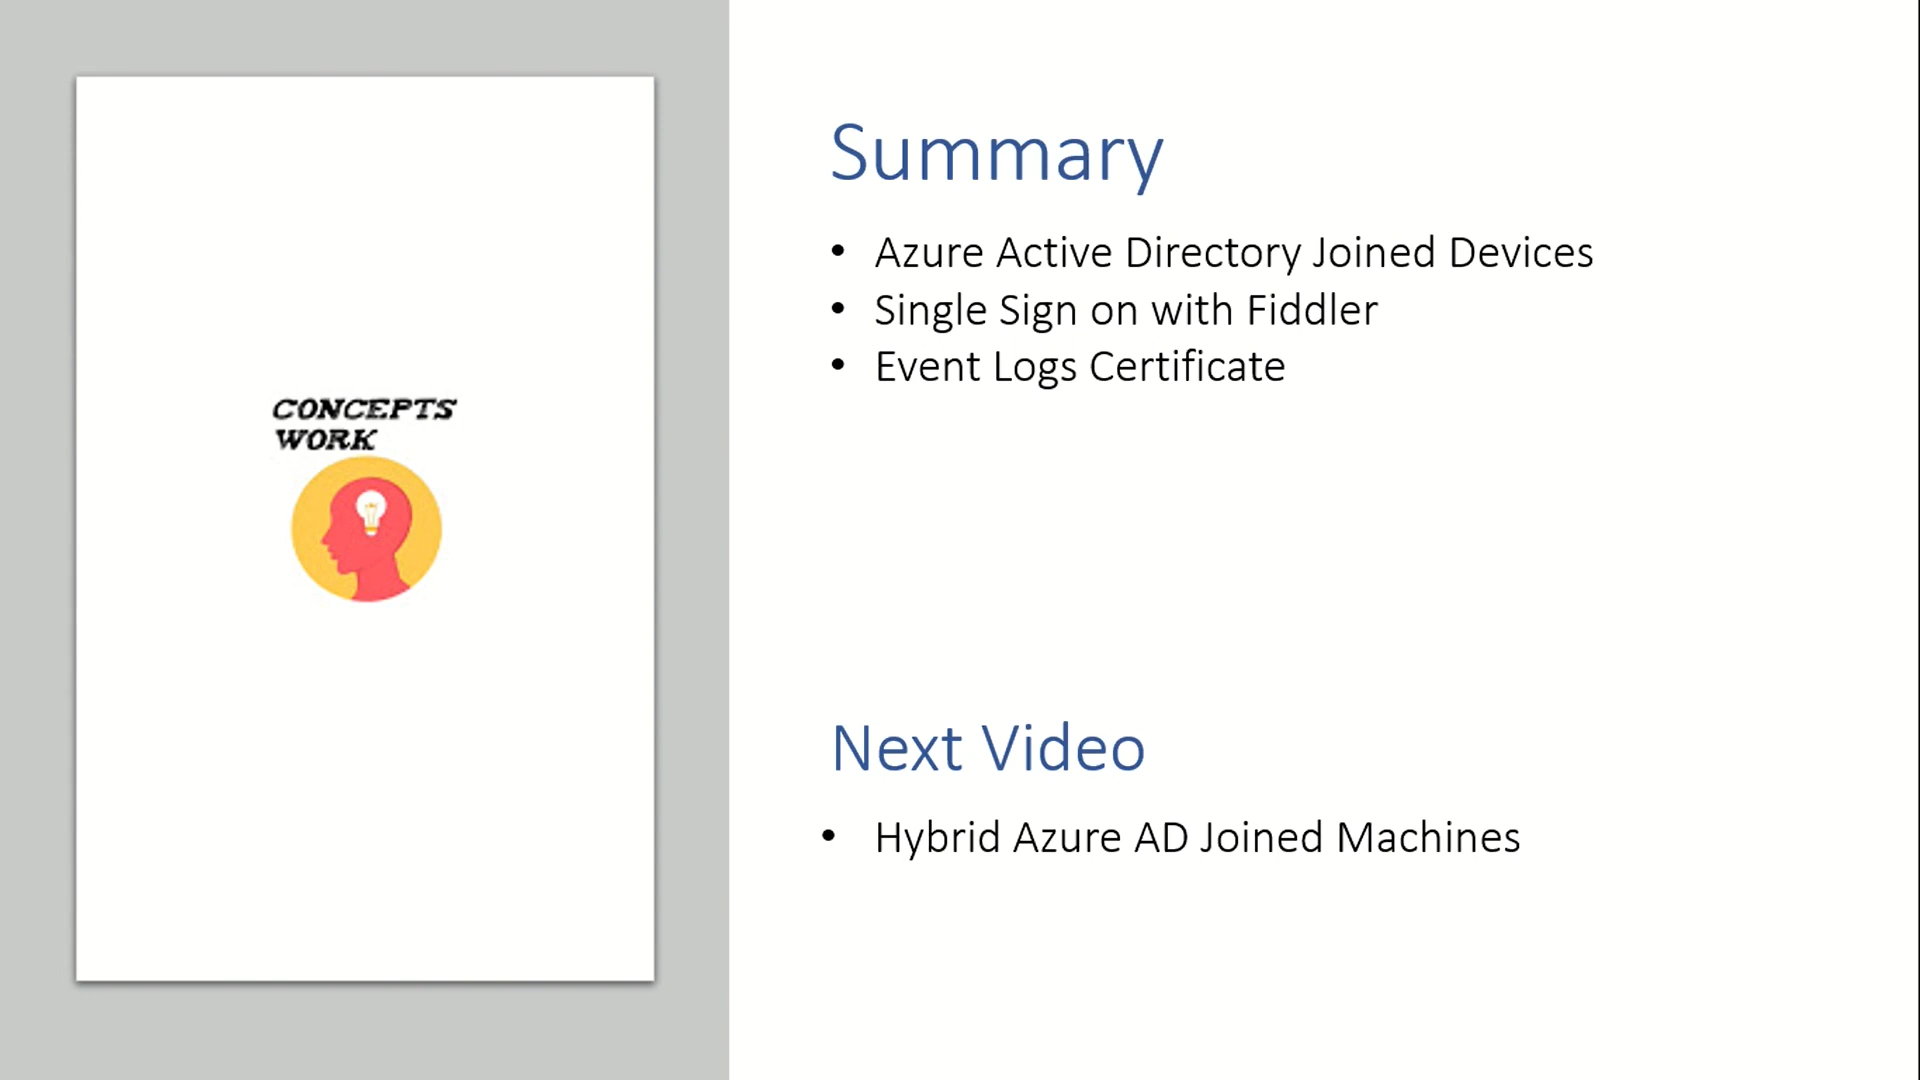 CONCEPTS
WORK
Summary
• Azure Active Directory Joined Devices
• Single Sign on with Fiddler
• Event Logs Certificate
Next Video
• Hybrid Azure AD Joined Machines